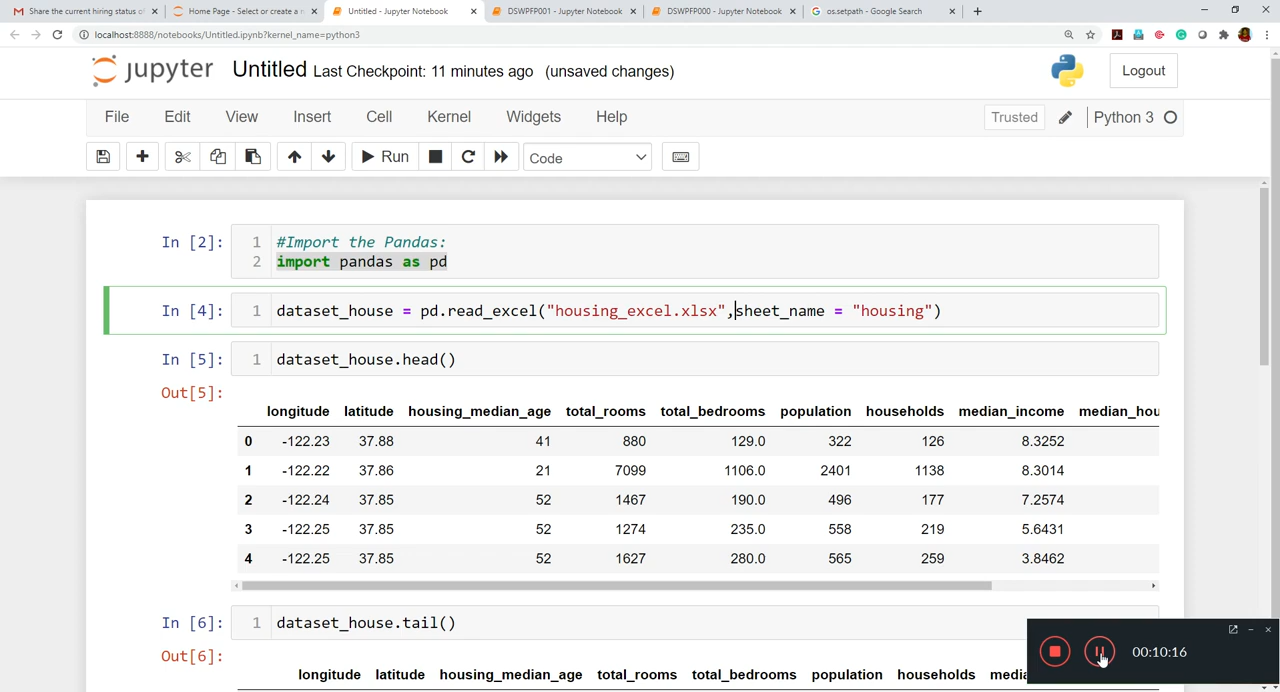 Share the current hiring status of
Home Page - Select or create a n
Untitled - Jupyter Notebook
DSWPFP001 - Jupyter Notebook
DSWPFP000 - Jupyter Notebook
os.setpath - Google Search
localhost:8888/notebooks/Untitled.ipynb?kernel_name=python3
jupyter Untitled Last Checkpoint: 11 minutes ago (unsaved changes) Logout
File Edit View Insert Cell Kernel Widgets Help Trusted Python 3
Run Code
In [2]: 1 #Import the Pandas:
2 import pandas as pd
In [4]: 1 dataset_house = pd.read_excel("housing_excel.xlsx",sheet_name = "housing")
In [5]: 1 dataset_house.head()
Out[5]:
longitude latitude housing_median_age total_rooms total_bedrooms population households median_income median_hou
0 -122.23 37.88 41 880 129.0 322 126 8.3252
1 -122.22 37.86 21 7099 1106.0 2401 1138 8.3014
2 -122.24 37.85 52 1467 190.0 496 177 7.2574
3 -122.25 37.85 52 1274 235.0 558 219 5.6431
4 -122.25 37.85 52 1627 280.0 565 259 3.8462
In [6]: 1 dataset_house.tail()
Out[6]:
longitude latitude housing_median_age total_rooms total_bedrooms population households media
00:10:16